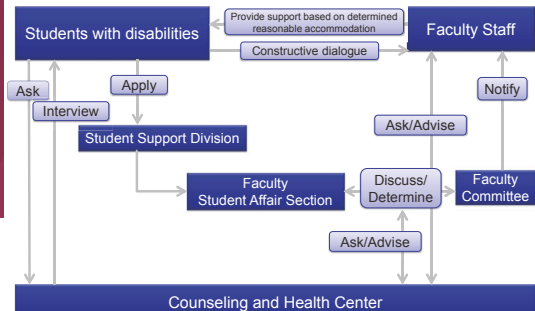 Students with disabilities
Provide support based on determined
reasonable accommodation
Faculty Staff
Constructive dialogue
Ask
Apply
Notify
Interview
Ask/Advise
Student Support Division
Faculty
Student Affair Section
Discuss/
Determine
Faculty
Committee
Ask/Advise
Counseling and Health Center